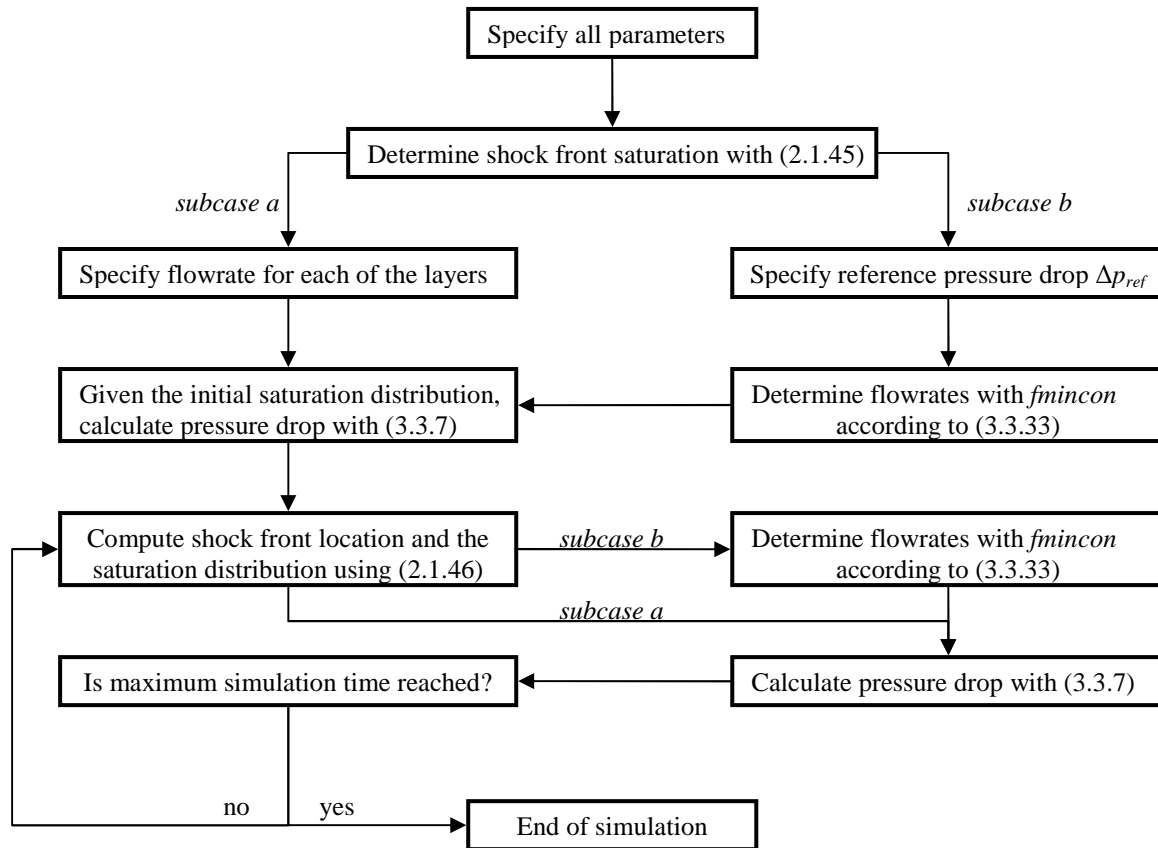 Specify all parameters
Determine shock front saturation with (2.1.45)
subcase a
subcase b
Specify flowrate for each of the layers
Specify reference pressure drop Δp_ref
Given the initial saturation distribution,
calculate pressure drop with (3.3.7)
Determine flowrates with fmincon
according to (3.3.33)
Compute shock front location and the
saturation distribution using (2.1.46)
subcase b
Determine flowrates with fmincon
according to (3.3.33)
subcase a
Is maximum simulation time reached?
Calculate pressure drop with (3.3.7)
no
yes
End of simulation